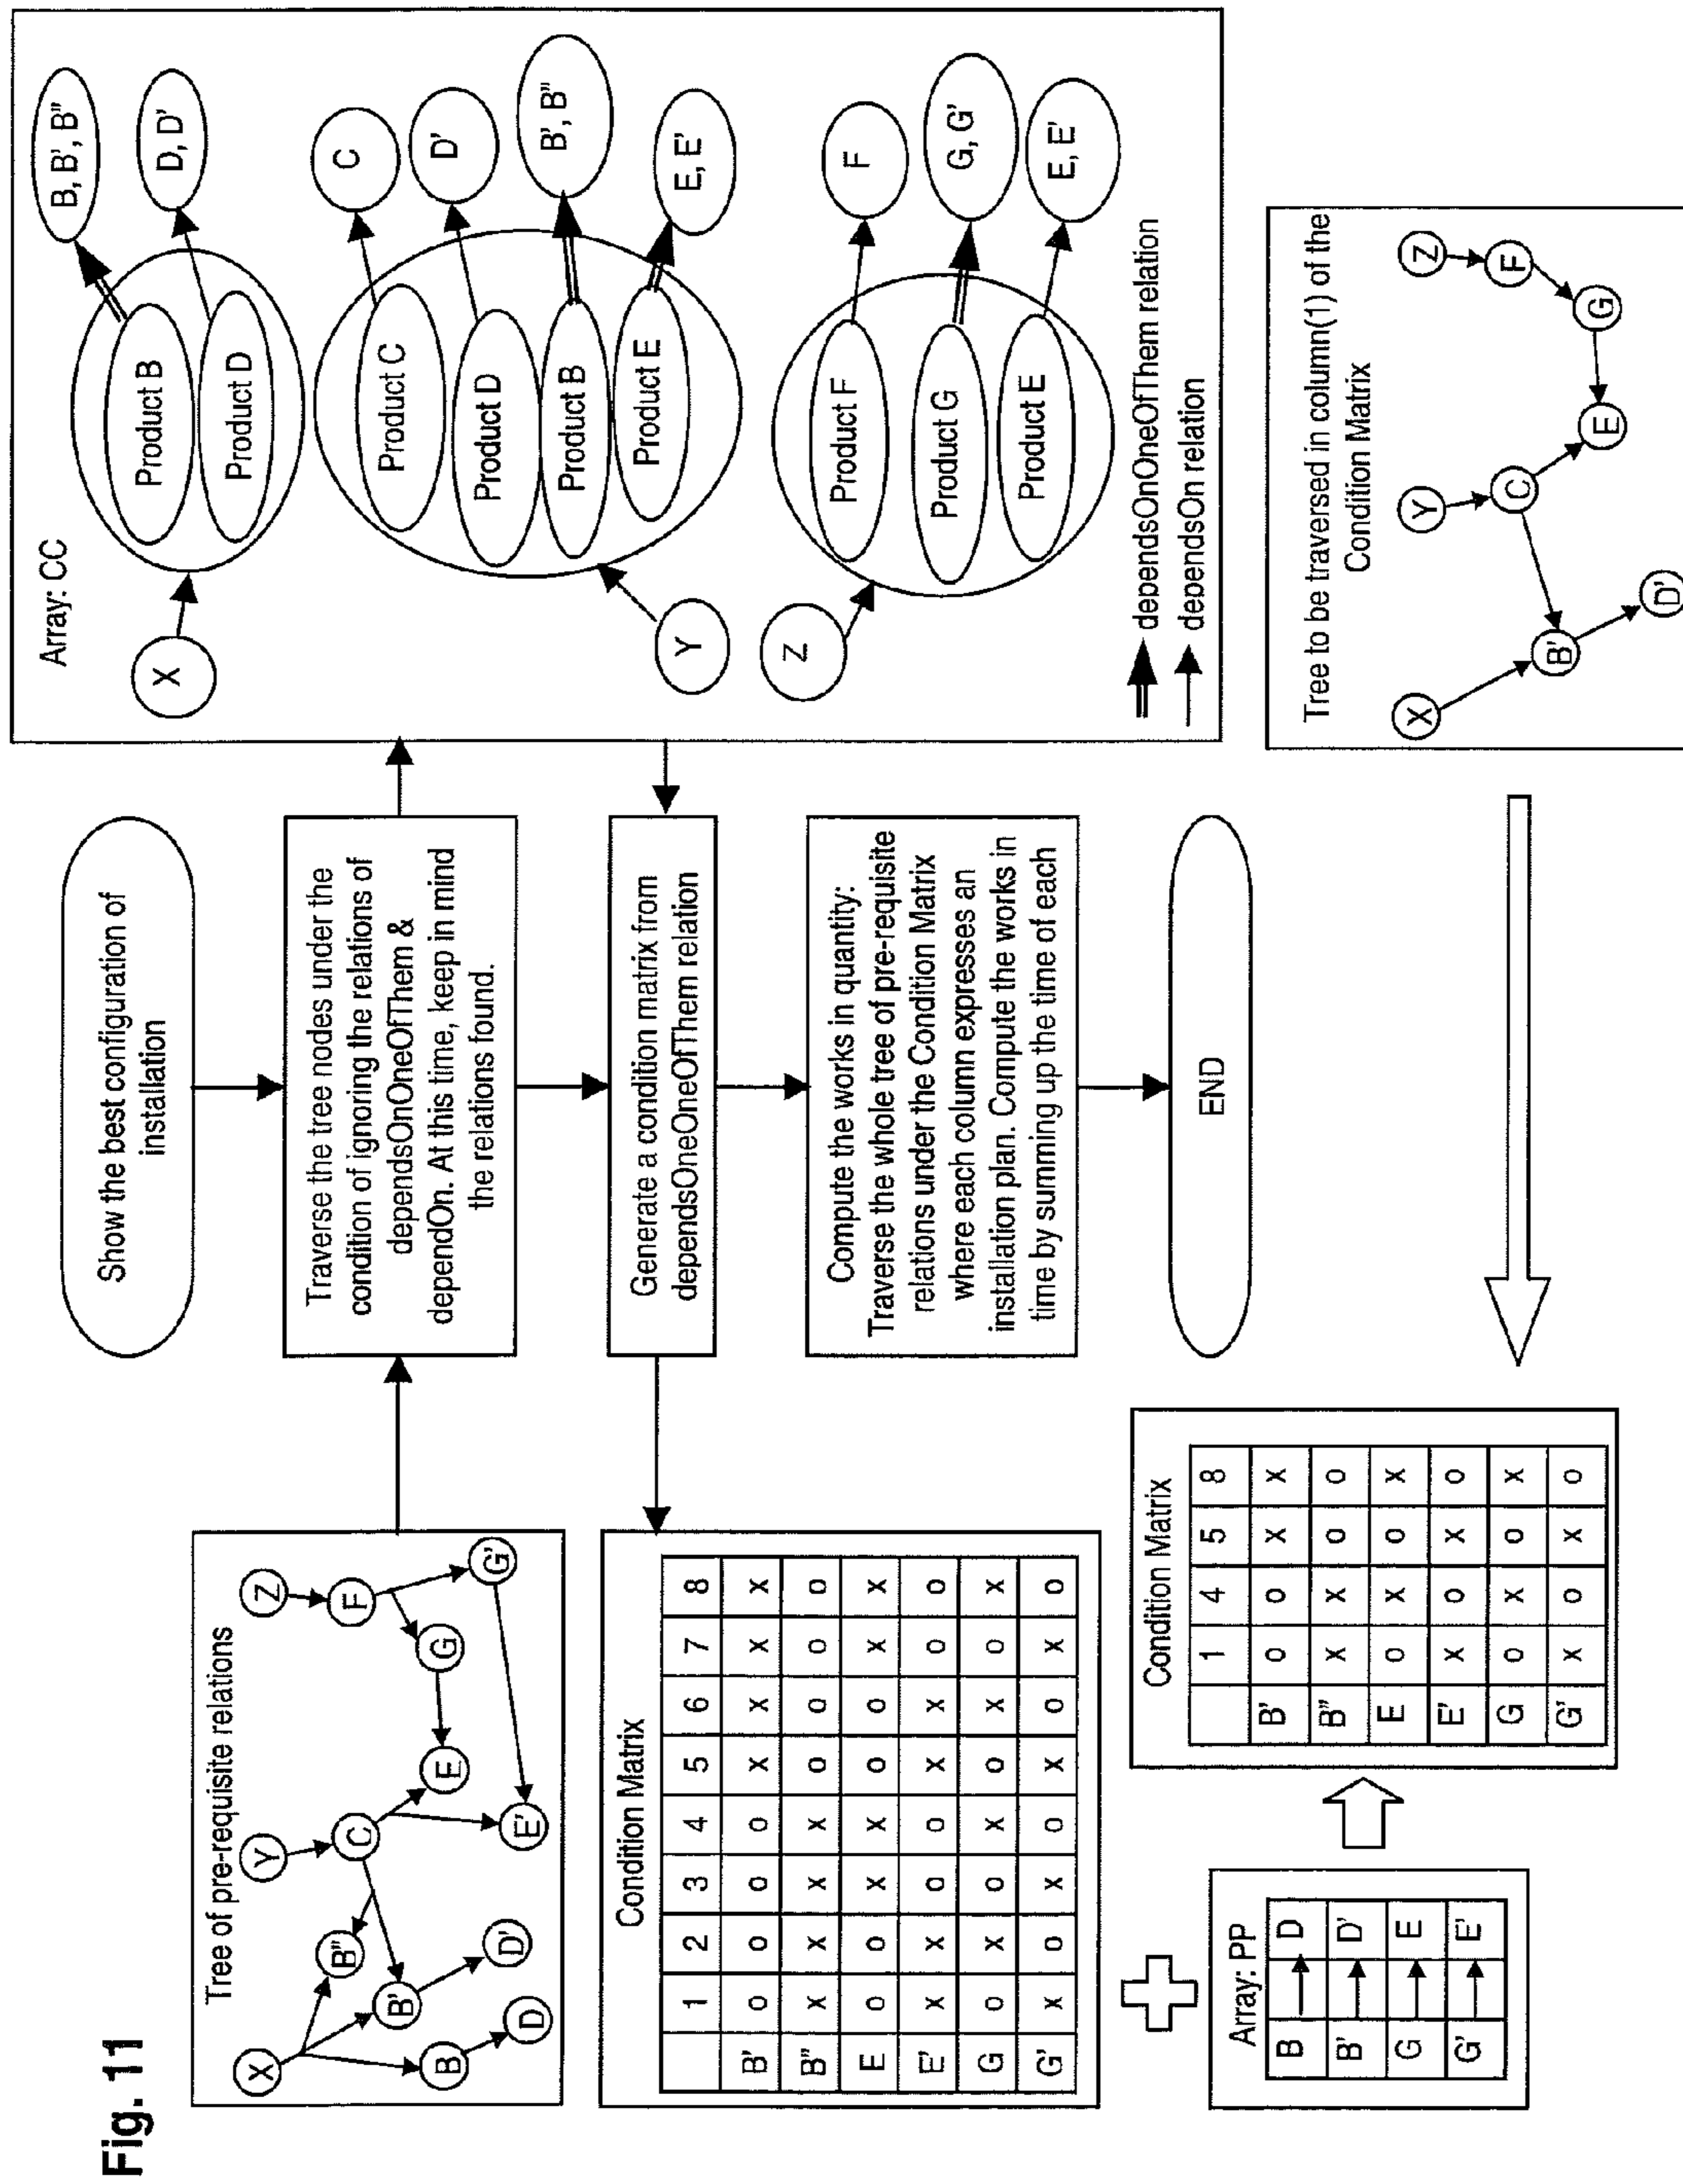 Fig. 11
Tree of pre-requisite relations
X
Y
Z
B"
C
F
B'
B
G
D'
E
G'
D
E'
Show the best configuration of
installation
Traverse the tree nodes under the
condition of ignoring the relations of
dependsOnOneOfThem &
dependOn. At this time, keep in mind
the relations found.
Generate a condition matrix from
dependsOneOneOfThem relation
Compute the works in quantity:
Traverse the whole tree of pre-requisite
relations under the Condition Matrix
where each column expresses an
installation plan. Compute the works in
time by summing up the time of each
END
Array: CC
X
Product B
B, B', B"
Product D
D, D'
Y
Product C
C
Product D
D'
Product B
B', B"
Product E
E, E'
Z
Product F
F
Product G
G, G'
Product E
E, E'
dependsOnOneOfThem relation
dependsOn relation
Condition Matrix
1 2 3 4 5 6 7 8
B' o o o o x x x x
B" x x x x o o o o
E o o x x o o x x
E' x x o o x x o o
G o x o x o x o x
G' x o x o x o x o
Array: PP
B D
B' D'
G E
G' E'
Condition Matrix
1 4 5 8
B' o o x x
B" x x o o
E o x o x
E' x o x o
G o x o x
G' x o x o
Tree to be traversed in column(1) of the
Condition Matrix
X
Y
Z
C
F
B'
G
E
D'